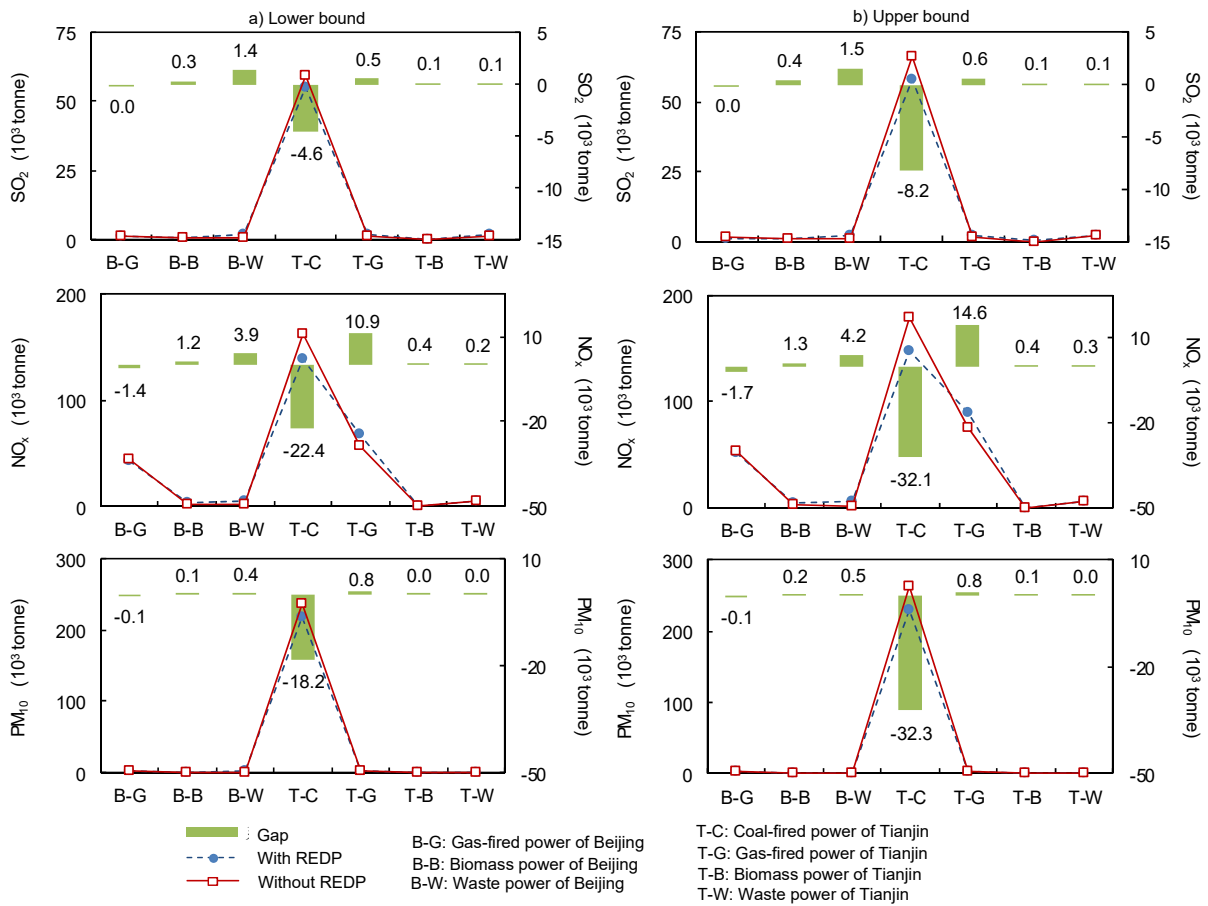 a) Lower bound
75
50
25
0
SO2 (103 tonne)
5
0
-5
-10
-15
SO2 (103 tonne)
0.0
0.3
1.4
-4.6
0.5
0.1
0.1
B-G B-B B-W T-C T-G T-B T-W
b) Upper bound
75
50
25
0
SO2 (103 tonne)
5
0
-5
-10
-15
SO2 (103 tonne)
0.0
0.4
1.5
-8.2
0.6
0.1
0.1
B-G B-B B-W T-C T-G T-B T-W
200
100
0
NOx (103 tonne)
10
-20
-50
NOx (103 tonne)
-1.4
1.2
3.9
-22.4
10.9
0.4
0.2
B-G B-B B-W T-C T-G T-B T-W
200
100
0
NOx (103 tonne)
10
-20
-50
NOx (103 tonne)
-1.7
1.3
4.2
-32.1
14.6
0.4
0.3
B-G B-B B-W T-C T-G T-B T-W
300
200
100
0
PM10 (103 tonne)
10
-20
-50
PM10 (103 tonne)
-0.1
0.1
0.4
-18.2
0.8
0.0
0.0
B-G B-B B-W T-C T-G T-B T-W
300
200
100
0
PM10 (103 tonne)
10
-20
-50
PM10 (103 tonne)
-0.1
0.2
0.5
-32.3
0.8
0.1
0.0
B-G B-B B-W T-C T-G T-B T-W
Gap
With REDP
Without REDP
B-G: Gas-fired power of Beijing
B-B: Biomass power of Beijing
B-W: Waste power of Beijing
T-C: Coal-fired power of Tianjin
T-G: Gas-fired power of Tianjin
T-B: Biomass power of Tianjin
T-W: Waste power of Tianjin